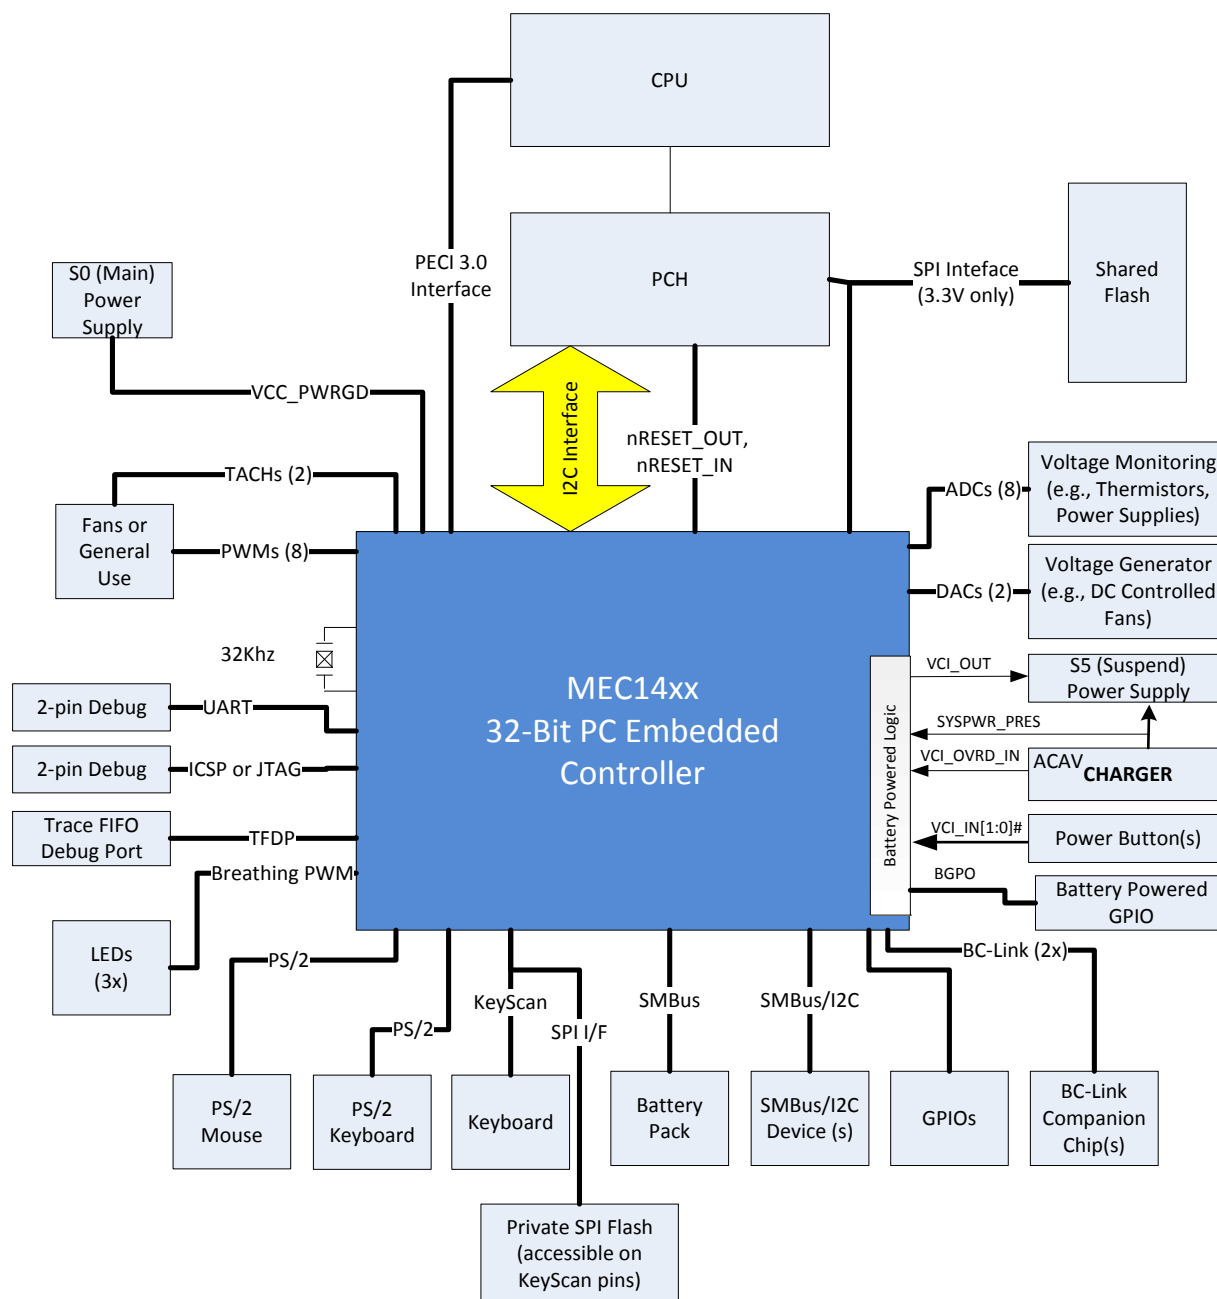 CPU
PECI 3.0
Interface
PCH
SPI Inteface
(3.3V only)
Shared
Flash
S0 (Main)
Power
Supply
VCC_PWRGD
I2C Interface
nRESET_OUT,
nRESET_IN
TACHs (2)
Fans or
General
Use
PWMs (8)
ADCs (8)
Voltage Monitoring
(e.g., Thermistors,
Power Supplies)
DACs (2)
Voltage Generator
(e.g., DC Controlled
Fans)
32Khz
MEC14xx
32-Bit PC Embedded
Controller
Battery Powered Logic
VCI_OUT
S5 (Suspend)
Power Supply
SYSPWR_PRES
VCI_OVRD_IN
ACAV
CHARGER
VCI_IN[1:0]#
Power Button(s)
BGPO
Battery Powered
GPIO
2-pin Debug
UART
2-pin Debug
ICSP or JTAG
Trace FIFO
Debug Port
TFDP
Breathing PWM
LEDs
(3x)
PS/2
PS/2
KeyScan
SPI I/F
SMBus
SMBus/I2C
BC-Link (2x)
PS/2
Mouse
PS/2
Keyboard
Keyboard
Battery
Pack
SMBus/I2C
Device (s)
GPIOs
BC-Link
Companion
Chip(s)
Private SPI Flash
(accessible on
KeyScan pins)